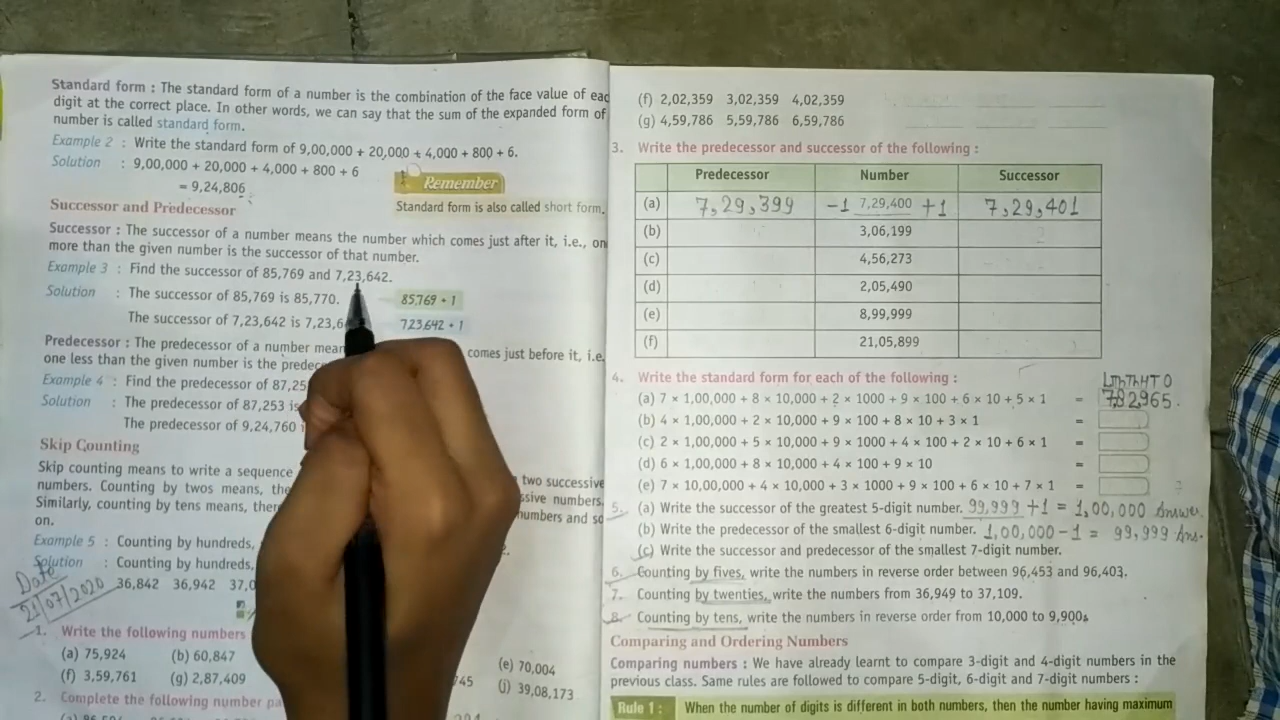 Standard form : The standard form of a number is the combination of the face value of eac
digit at the correct place. In other words, we can say that the sum of the expanded form of
number is called standard form.
Example 2 : Write the standard form of 9,00,000 + 20,000 + 4,000 + 800 + 6.
Solution : 9,00,000 + 20,000 + 4,000 + 800 + 6
= 9,24,806
Remember
Standard form is also called short form.
Successor and Predecessor
Successor : The successor of a number means the number which comes just after it, i.e., on
more than the given number is the successor of that number.
Example 3 : Find the successor of 85,769 and 7,23,642.
Solution : The successor of 85,769 is 85,770. 85,769 + 1
The successor of 7,23,642 is 7,23,6 7,23,642 + 1
Predecessor : The predecessor of a number mean comes just before it, i.e.
one less than the given number is the predec
Example 4 : Find the predecessor of 87,25
Solution : The predecessor of 87,253 is
The predecessor of 9,24,760
Skip Counting
Skip counting means to write a sequence two successive
numbers. Counting by twos means, the ssive numbers
Similarly, counting by tens means, ther numbers and so
on.
Example 5 : Counting by hundreds,
Solution : Counting by hundreds,
36,842 36,942 37,0
Date
21/07/2020
1. Write the following numbers
(a) 75,924 (b) 60,847 (e) 70,004
(f) 3,59,761 (g) 2,87,409 745 (j) 39,08,173
2. Complete the following number pa
(f) 2,02,359 3,02,359 4,02,359
(g) 4,59,786 5,59,786 6,59,786
3. Write the predecessor and successor of the following :
Predecessor Number Successor
(a) 7,29,399 -1 7,29,400 +1 7,29,401
(b) 3,06,199
(c) 4,56,273
(d) 2,05,490
(e) 8,99,999
(f) 21,05,899
4. Write the standard form for each of the following :
L TTh Th H T O
(a) 7 × 1,00,000 + 8 × 10,000 + 2 × 1000 + 9 × 100 + 6 × 10 + 5 × 1 = 782965.
(b) 4 × 1,00,000 + 2 × 10,000 + 9 × 100 + 8 × 10 + 3 × 1 =
(c) 2 × 1,00,000 + 5 × 10,000 + 9 × 1000 + 4 × 100 + 2 × 10 + 6 × 1 =
(d) 6 × 1,00,000 + 8 × 10,000 + 4 × 100 + 9 × 10 =
(e) 7 × 10,00,000 + 4 × 10,000 + 3 × 1000 + 9 × 100 + 6 × 10 + 7 × 1 =
5. (a) Write the successor of the greatest 5-digit number. 99,999 + 1 = 1,00,000 Answer
(b) Write the predecessor of the smallest 6-digit number. 1,00,000 - 1 = 99,999 Ans.
(c) Write the successor and predecessor of the smallest 7-digit number.
6. Counting by fives, write the numbers in reverse order between 96,453 and 96,403.
7. Counting by twenties, write the numbers from 36,949 to 37,109.
8. Counting by tens, write the numbers in reverse order from 10,000 to 9,900.
Comparing and Ordering Numbers
Comparing numbers : We have already learnt to compare 3-digit and 4-digit numbers in the
previous class. Same rules are followed to compare 5-digit, 6-digit and 7-digit numbers :
Rule 1 : When the number of digits is different in both numbers, then the number having maximum